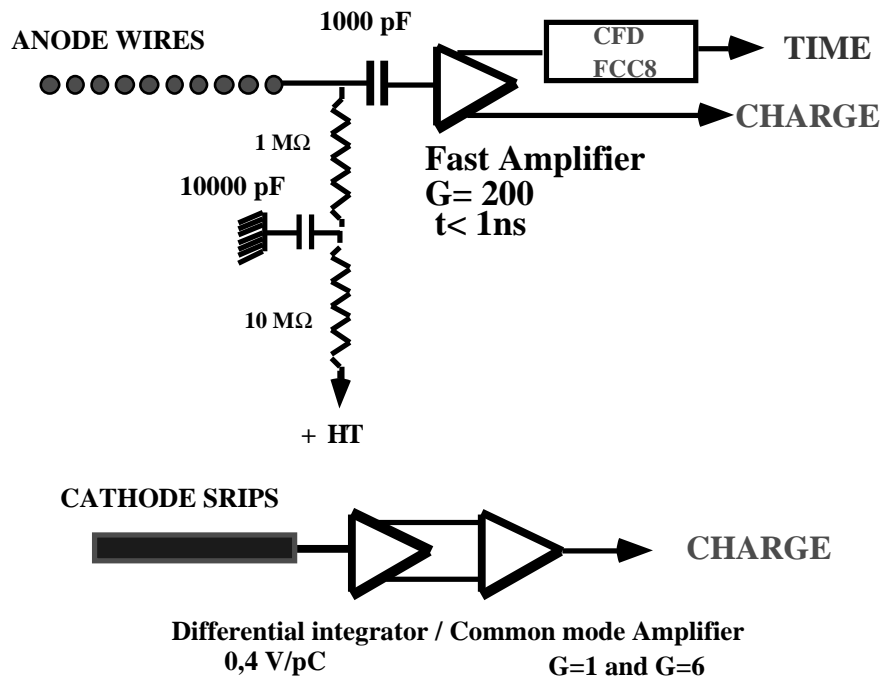 1000 pF
ANODE WIRES
CFD
FCC8
TIME
CHARGE
1 MΩ
10000 pF
Fast Amplifier
G= 200
t< 1ns
10 MΩ
+ HT
CATHODE SRIPS
CHARGE
Differential integrator / Common mode Amplifier
0,4 V/pC G=1 and G=6